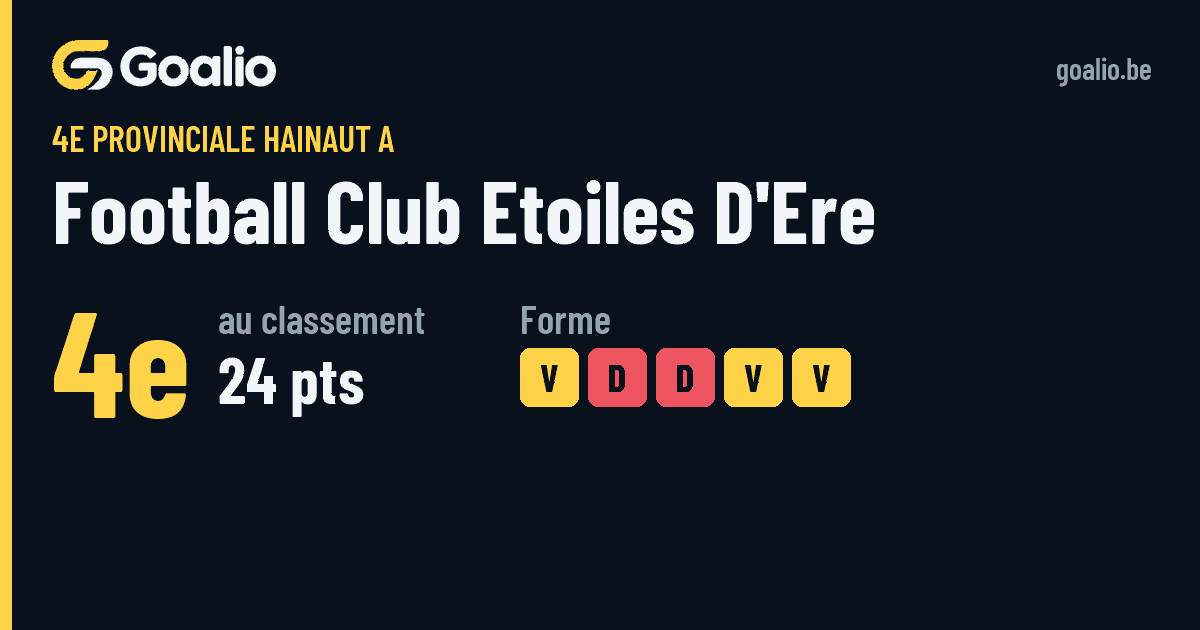 Goalio
goalio.be
4E PROVINCIALE HAINAUT A
Football Club Etoiles D'Ere
4e
au classement
24 pts
Forme
V D D V V